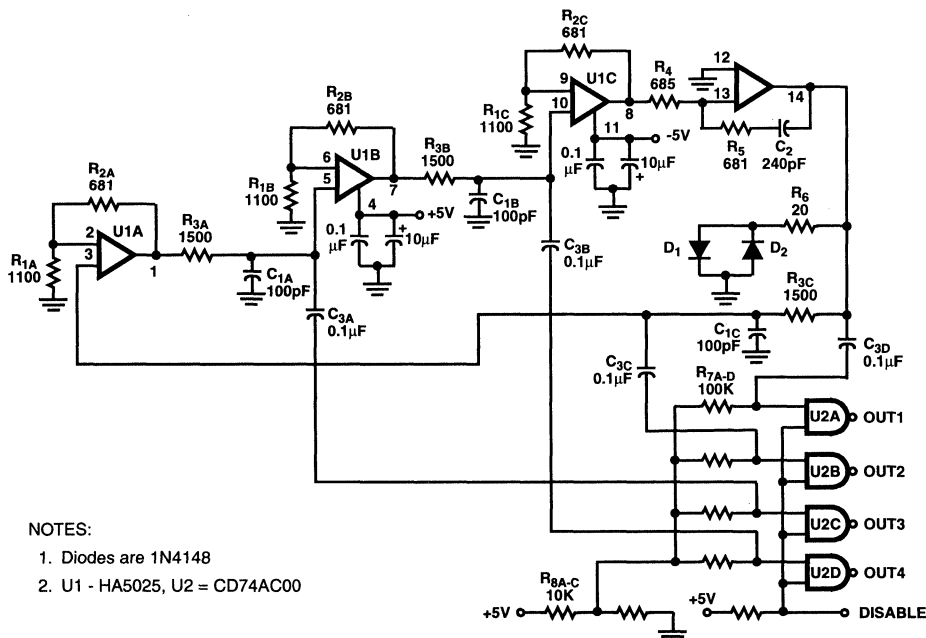 R2C
681
9
10
U1C
8
R1C
1100
11
-5V
0.1
µF
10µF
+
R4
685
12
13
14
R5
681
C2
240pF
R2B
681
6
5
U1B
7
R1B
1100
4
+5V
0.1
µF
+
10µF
R3B
1500
C1B
100pF
R2A
681
2
3
U1A
1
R1A
1100
R3A
1500
C1A
100pF
C3A
0.1µF
C3B
0.1µF
R6
20
D1
D2
R3C
1500
C1C
100pF
C3C
0.1µF
C3D
0.1µF
R7A-D
100K
U2A OUT1
U2B OUT2
U2C OUT3
U2D OUT4
R8A-C
10K
+5V
+5V
DISABLE
NOTES:
1. Diodes are 1N4148
2. U1 - HA5025, U2 = CD74AC00